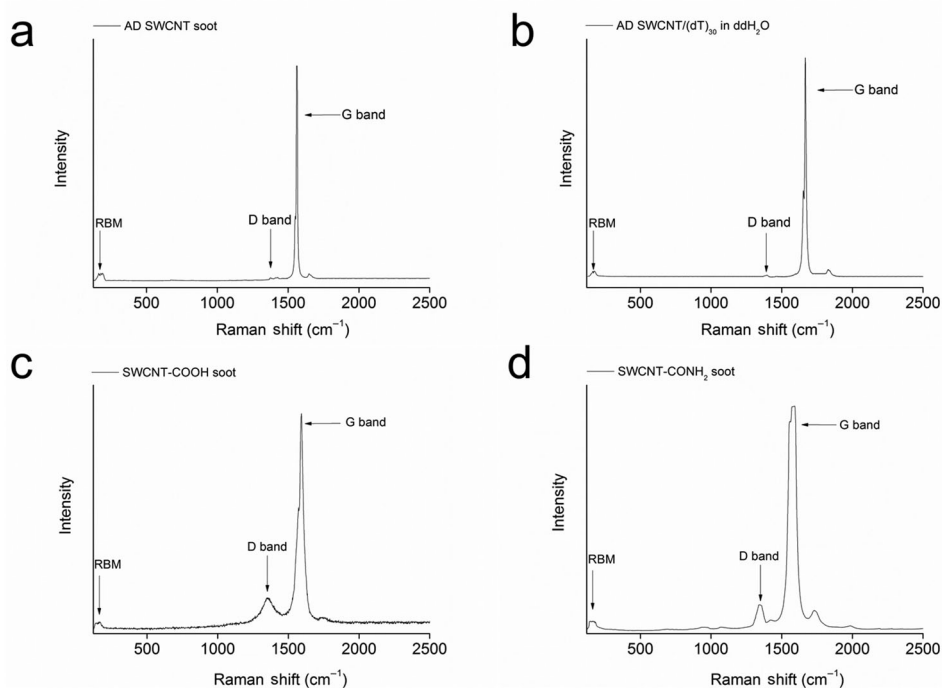 a
AD SWCNT soot
Intensity
RBM
D band
G band
500 1000 1500 2000 2500
Raman shift (cm⁻¹)
b
AD SWCNT/(dT)₃₀ in ddH₂O
Intensity
RBM
D band
G band
500 1000 1500 2000 2500
Raman shift (cm⁻¹)
c
SWCNT-COOH soot
Intensity
RBM
D band
G band
500 1000 1500 2000 2500
Raman shift (cm⁻¹)
d
SWCNT-CONH₂ soot
Intensity
RBM
D band
G band
500 1000 1500 2000 2500
Raman shift (cm⁻¹)